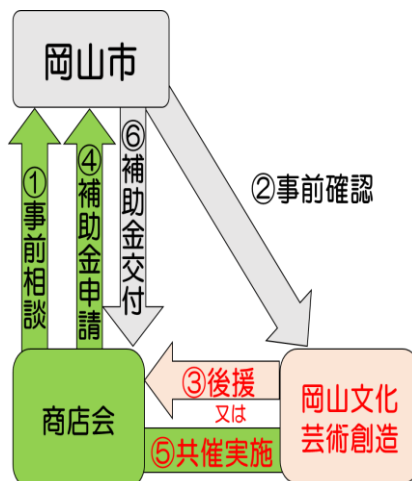 岡山市
①事前相談
④補助金申請
⑥補助金交付
②事前確認
商店会
③後援
又は
⑤共催実施
岡山文化
芸術創造